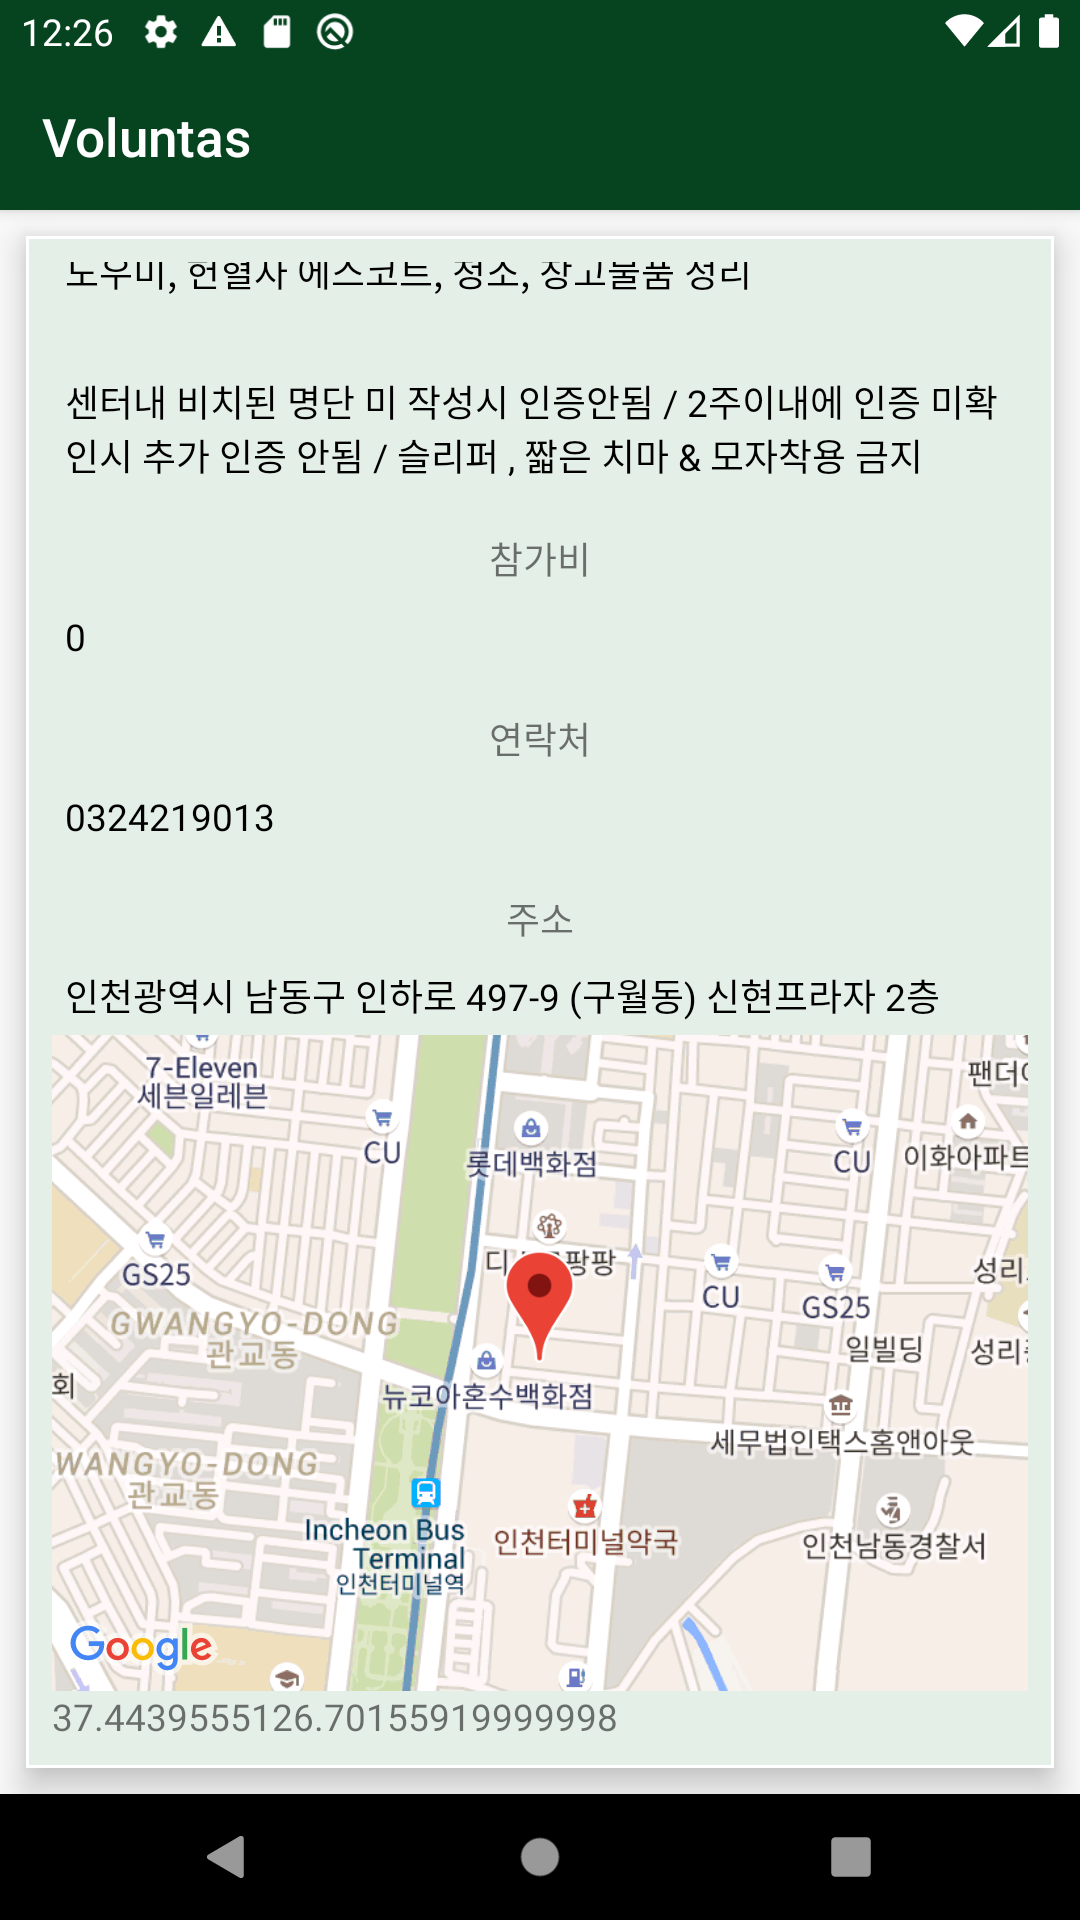 12:26
Voluntas
도우미, 헌혈사 에스코트, 청소, 창고물품 정리
센터내 비치된 명단 미 작성시 인증안됨 / 2주이내에 인증 미확
인시 추가 인증 안됨 / 슬리퍼 , 짧은 치마 & 모자착용 금지
참가비
0
연락처
0324219013
주소
인천광역시 남동구 인하로 497-9 (구월동) 신현프라자 2층
7-Eleven
세븐일레븐
팬더
CU
롯데백화점
CU
이화아파트
GS25
CU
GS25
성리
GWANGYO-DONG
관교동
일빌딩
성리
회
뉴코아혼수백화점
세무법인택스홈앤아웃
WANGYO-DONG
관교동
Incheon Bus
Terminal
인천터미널역
인천터미널약국
인천남동경찰서
Google
37.4439555126.70155919999998